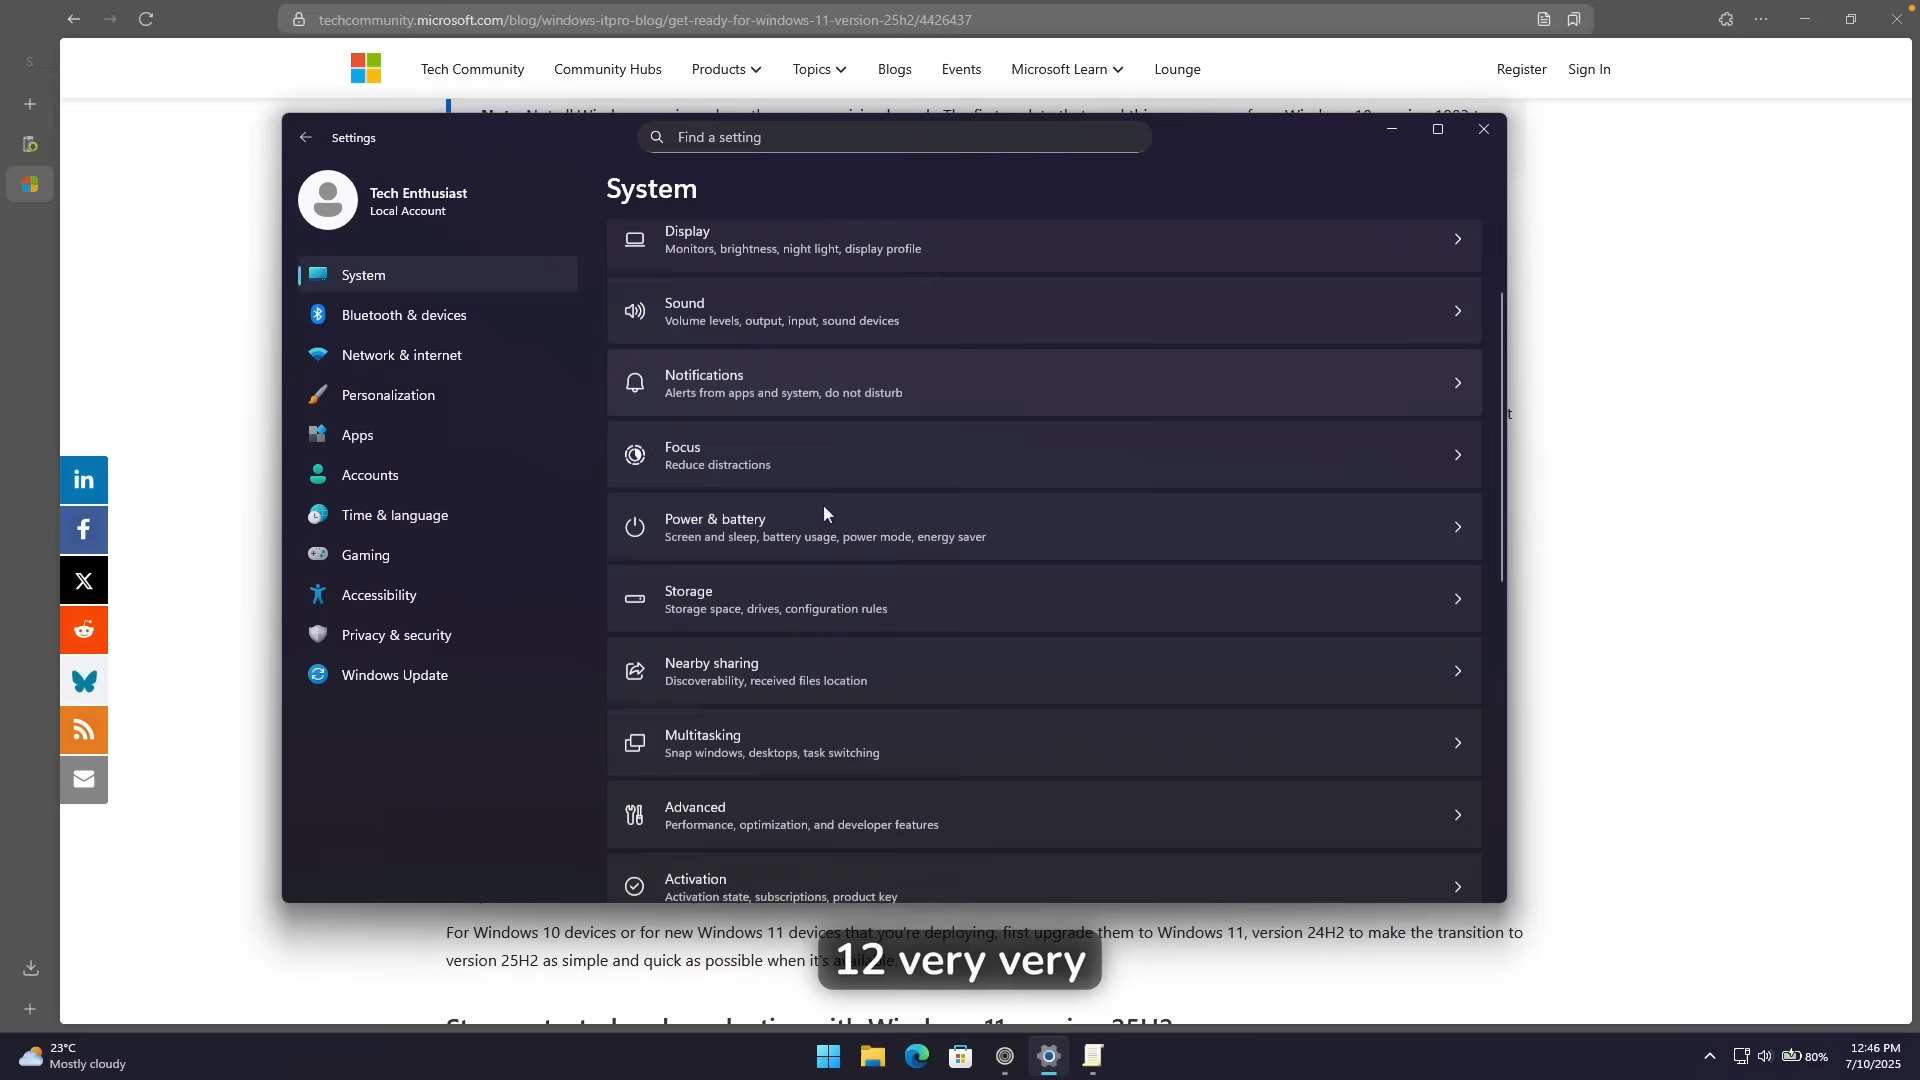 techcommunity.microsoft.com/blog/windows-itpro-blog/get-ready-for-windows-11-version-25h2/4426437
S
Tech Community
Community Hubs
Products
Topics
Blogs
Events
Microsoft Learn
Lounge
Register
Sign In
Settings
Find a setting
Tech Enthusiast
Local Account
System
Bluetooth & devices
Network & internet
Personalization
Apps
Accounts
Time & language
Gaming
Accessibility
Privacy & security
Windows Update
System
Display
Monitors, brightness, night light, display profile
Sound
Volume levels, output, input, sound devices
Notifications
Alerts from apps and system, do not disturb
Focus
Reduce distractions
Power & battery
Screen and sleep, battery usage, power mode, energy saver
Storage
Storage space, drives, configuration rules
Nearby sharing
Discoverability, received files location
Multitasking
Snap windows, desktops, task switching
Advanced
Performance, optimization, and developer features
Activation
Activation state, subscriptions, product key
t
in
For Windows 10 devices or for new Windows 11 devices that you're deploying, first upgrade them to Windows 11, version 24H2 to make the transition to
version 25H2 as simple and quick as possible when it's available.
12 very very
23°C
Mostly cloudy
80%
12:46 PM
7/10/2025